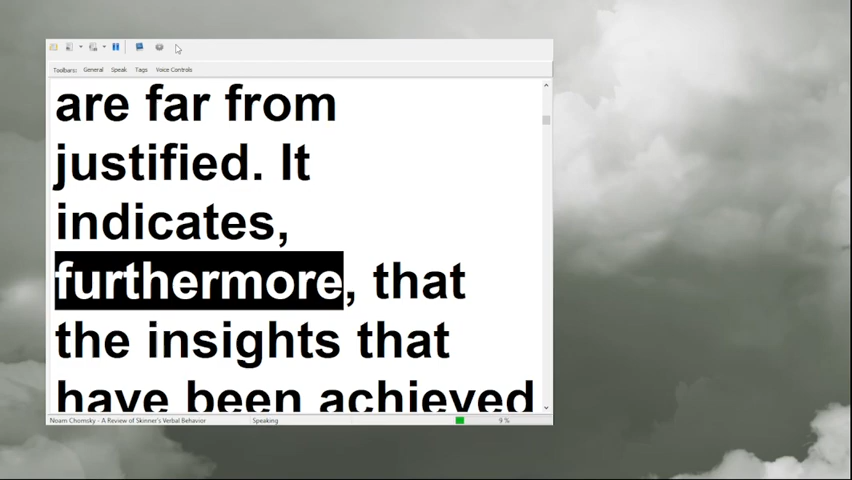 Toolbars: General Speak Tags Voice Controls
are far from
justified. It
indicates,
furthermore, that
the insights that
have been achieved
Noam Chomsky - A Review of Skinner's Verbal Behavior Speaking 9 %